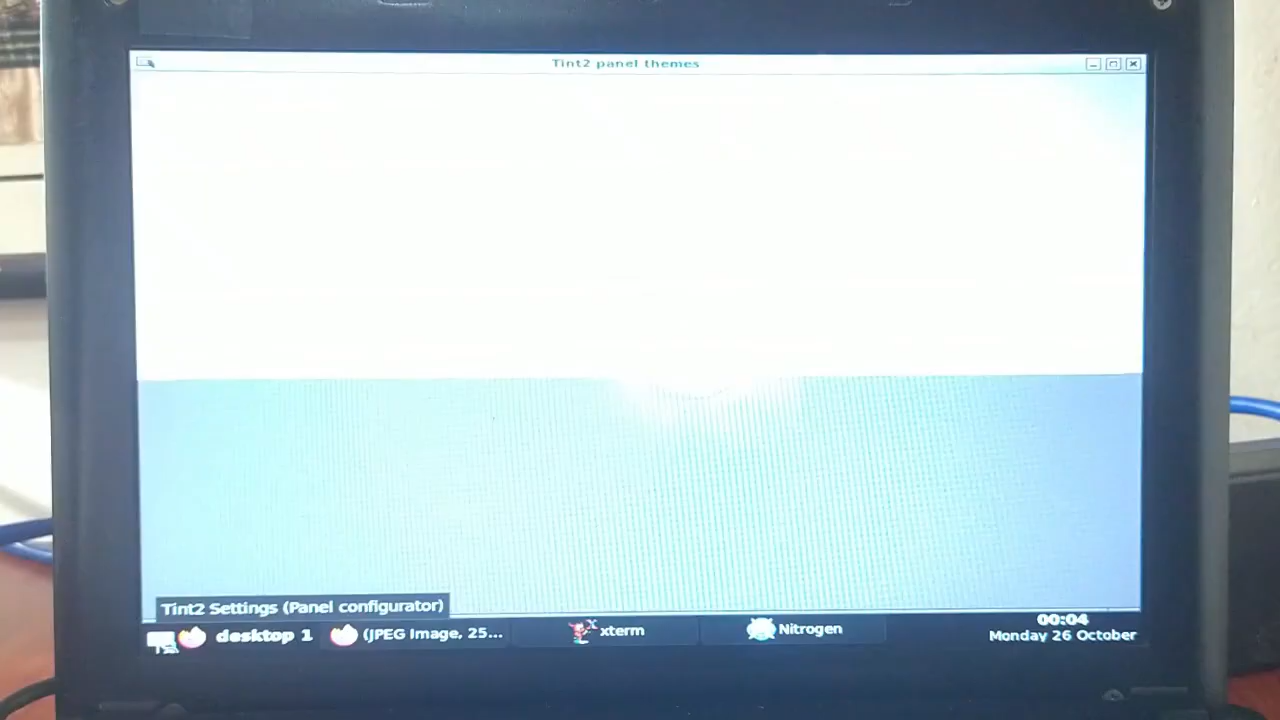 Tint2 panel themes
Tint2 Settings (Panel configurator)
desktop 1
(JPEG Image, 25...
xterm
Nitrogen
00:04
Monday 26 October